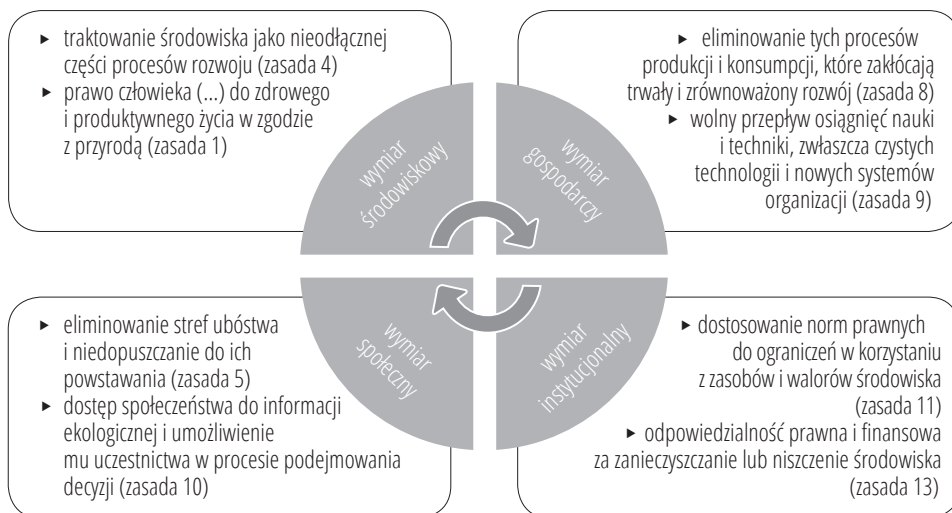 ▸ traktowanie środowiska jako nieodłącznej
części procesów rozwoju (zasada 4)
▸ prawo człowieka (...) do zdrowego
i produktywnego życia w zgodzie
z przyrodą (zasada 1)
▸ eliminowanie tych procesów
produkcji i konsumpcji, które zakłócają
trwały i zrównoważony rozwój (zasada 8)
▸ wolny przepływ osiągnięć nauki
i techniki, zwłaszcza czystych
technologii i nowych systemów
organizacji (zasada 9)
wymiar
środowiskowy
wymiar
gospodarczy
wymiar
społeczny
wymiar
instytucjonalny
▸ eliminowanie stref ubóstwa
i niedopuszczanie do ich
powstawania (zasada 5)
▸ dostęp społeczeństwa do informacji
ekologicznej i umożliwienie
mu uczestnictwa w procesie podejmowania
decyzji (zasada 10)
▸ dostosowanie norm prawnych
do ograniczeń w korzystaniu
z zasobów i walorów środowiska
(zasada 11)
▸ odpowiedzialność prawna i finansowa
za zanieczyszczanie lub niszczenie środowiska
(zasada 13)